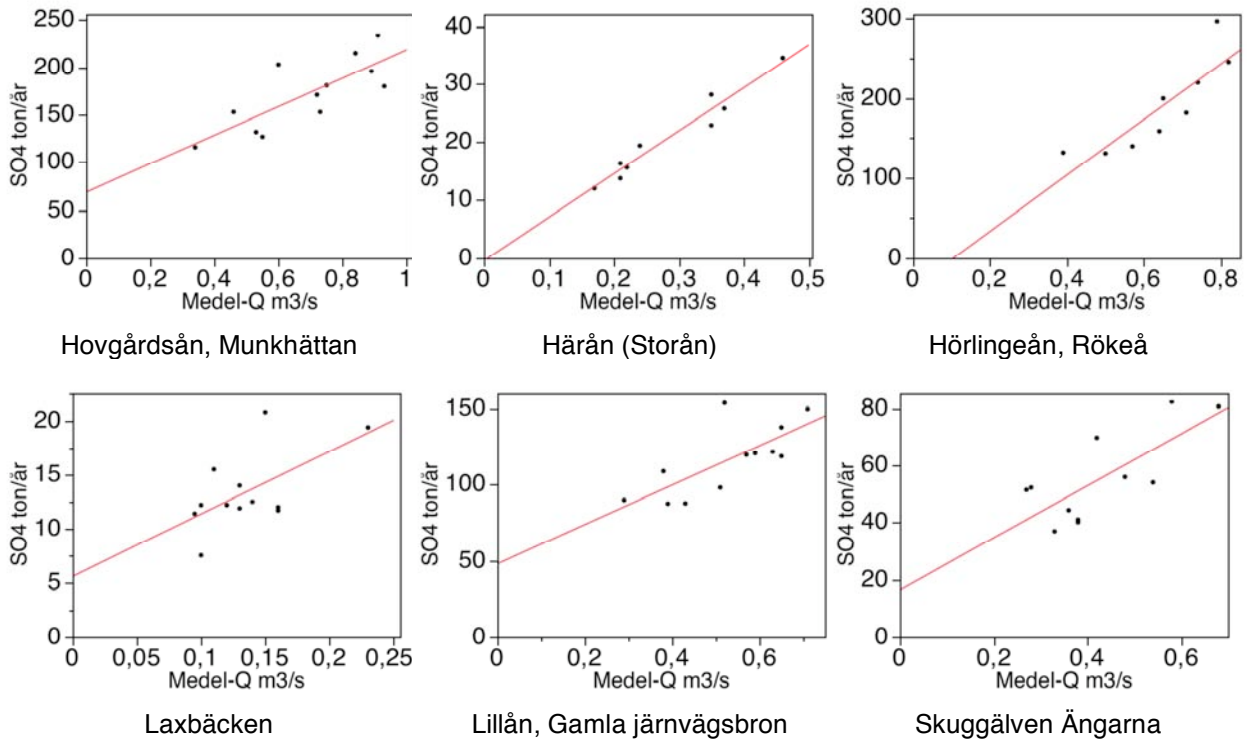 250
200
150
100
50
0
SO4 ton/år
0 0,2 0,4 0,6 0,8 1
Medel-Q m3/s
Hovgårdsån, Munkhättan
40
30
20
10
0
SO4 ton/år
0 0,1 0,2 0,3 0,4 0,5
Medel-Q m3/s
Härån (Storån)
300
200
100
0
SO4 ton/år
0 0,2 0,4 0,6 0,8
Medel-Q m3/s
Hörlingeån, Rökeå
20
15
10
5
0
SO4 ton/år
0 0,05 0,1 0,15 0,2 0,25
Medel-Q m3/s
Laxbäcken
150
100
50
0
SO4 ton/år
0 0,2 0,4 0,6
Medel-Q m3/s
Lillån, Gamla järnvägsbron
80
60
40
20
0
SO4 ton/år
0 0,2 0,4 0,6
Medel-Q m3/s
Skuggälven Ängarna